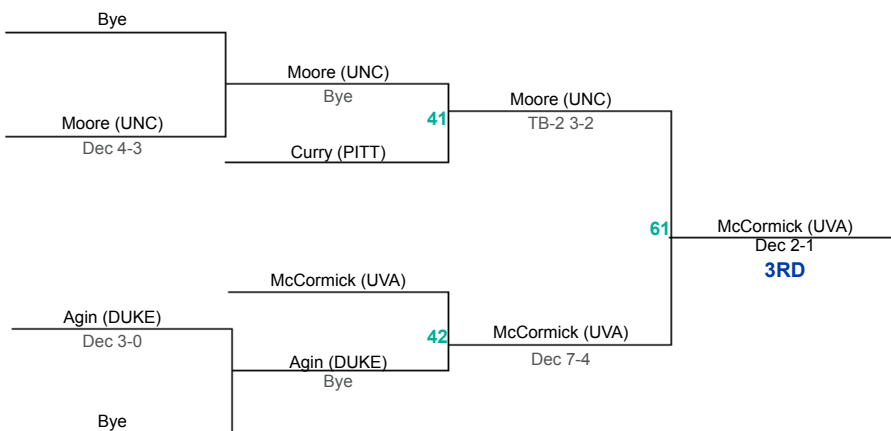 Bye
Moore (UNC)
Bye
Moore (UNC)
41
TB-2 3-2
Moore (UNC)
Dec 4-3
Curry (PITT)
61
McCormick (UVA)
Dec 2-1
3RD
McCormick (UVA)
Agin (DUKE)
Dec 3-0
42
McCormick (UVA)
Dec 7-4
Agin (DUKE)
Bye
Bye